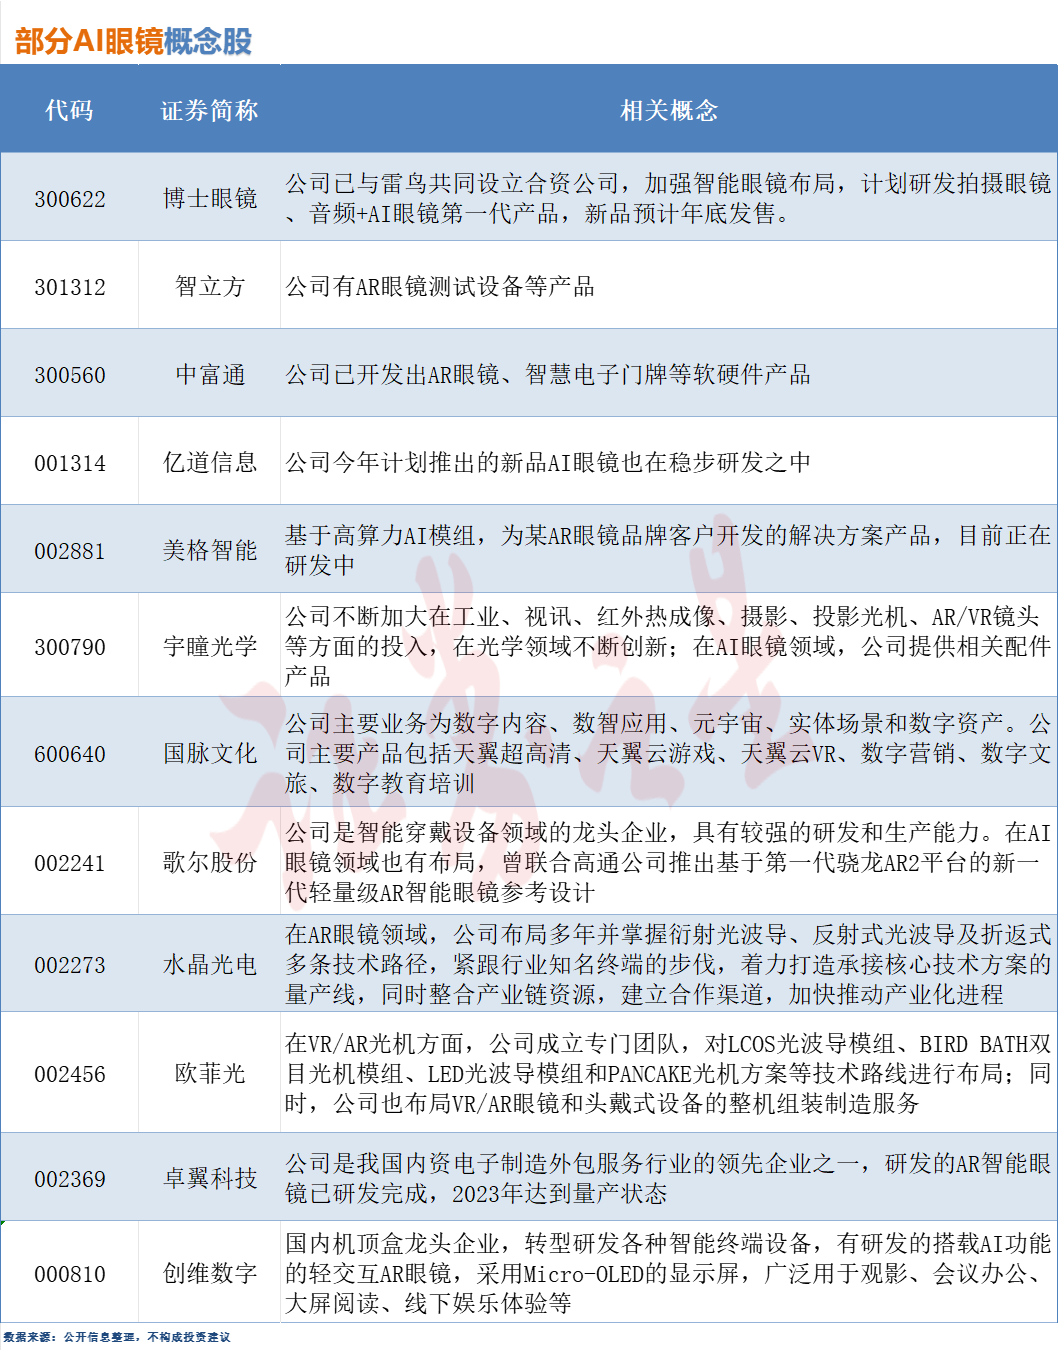 部分AI眼镜概念股
代码 证券简称 相关概念
300622 博士眼镜 公司已与雷鸟共同设立合资公司，加强智能眼镜布局，计划研发拍摄眼镜
、音频+AI眼镜第一代产品，新品预计年底发售。
301312 智立方 公司有AR眼镜测试设备等产品
300560 中富通 公司已开发出AR眼镜、智慧电子门牌等软硬件产品
001314 亿道信息 公司今年计划推出的新品AI眼镜也在稳步研发之中
002881 美格智能 基于高算力AI模组，为某AR眼镜品牌客户开发的解决方案产品，目前正在
研发中
300790 宇瞳光学 公司不断加大在工业、视讯、红外热成像、摄影、投影光机、AR/VR镜头
等方面的投入，在光学领域不断创新；在AI眼镜领域，公司提供相关配件
产品
600640 国脉文化 公司主要业务为数字内容、数智应用、元宇宙、实体场景和数字资产。公
司主要产品包括天翼超高清、天翼云游戏、天翼云VR、数字营销、数字文
旅、数字教育培训
002241 歌尔股份 公司是智能穿戴设备领域的龙头企业，具有较强的研发和生产能力。在AI
眼镜领域也有布局，曾联合高通公司推出基于第一代骁龙AR2平台的新一
代轻量级AR智能眼镜参考设计
002273 水晶光电 在AR眼镜领域，公司布局多年并掌握衍射光波导、反射式光波导及折返式
多条技术路径，紧跟行业知名终端的步伐，着力打造承接核心技术方案的
量产线，同时整合产业链资源，建立合作渠道，加快推动产业化进程
002456 欧菲光 在VR/AR光机方面，公司成立专门团队，对LCOS光波导模组、BIRD BATH双
目光机模组、LED光波导模组和PANCAKE光机方案等技术路线进行布局；同
时，公司也布局VR/AR眼镜和头戴式设备的整机组装制造服务
002369 卓翼科技 公司是我国内资电子制造外包服务行业的领先企业之一，研发的AR智能眼
镜已研发完成，2023年达到量产状态
000810 创维数字 国内机顶盒龙头企业，转型研发各种智能终端设备，有研发的搭载AI功能
的轻交互AR眼镜，采用Micro-OLED的显示屏，广泛用于观影、会议办公、
大屏阅读、线下娱乐体验等
数据来源：公开信息整理，不构成投资建议
证券之星